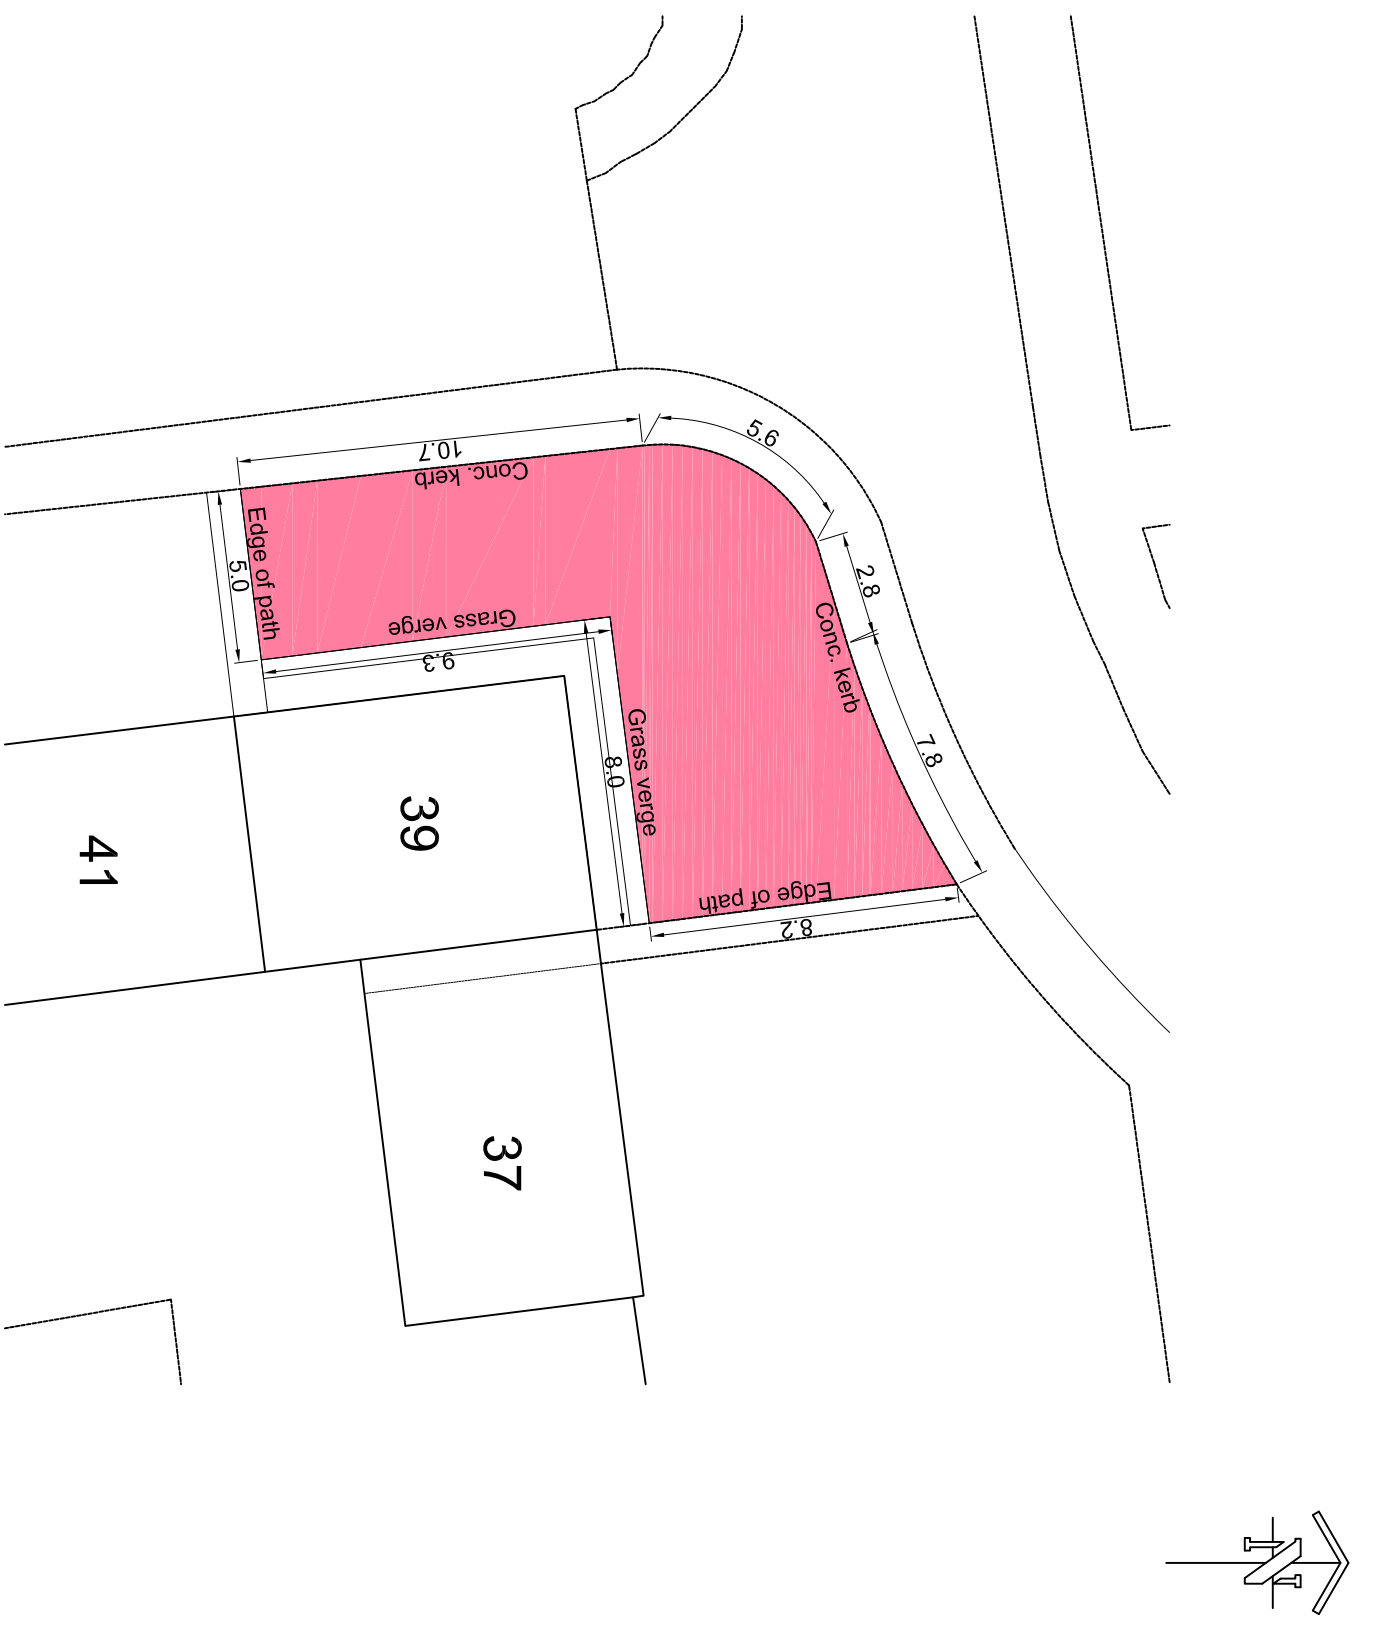 5.6
10.7
Conc. kerb
Edge of path
5.0
2.8
Conc. kerb
Grass verge
9.3
7.8
Grass verge
8.0
39
41
Edge of path
8.2
37
N